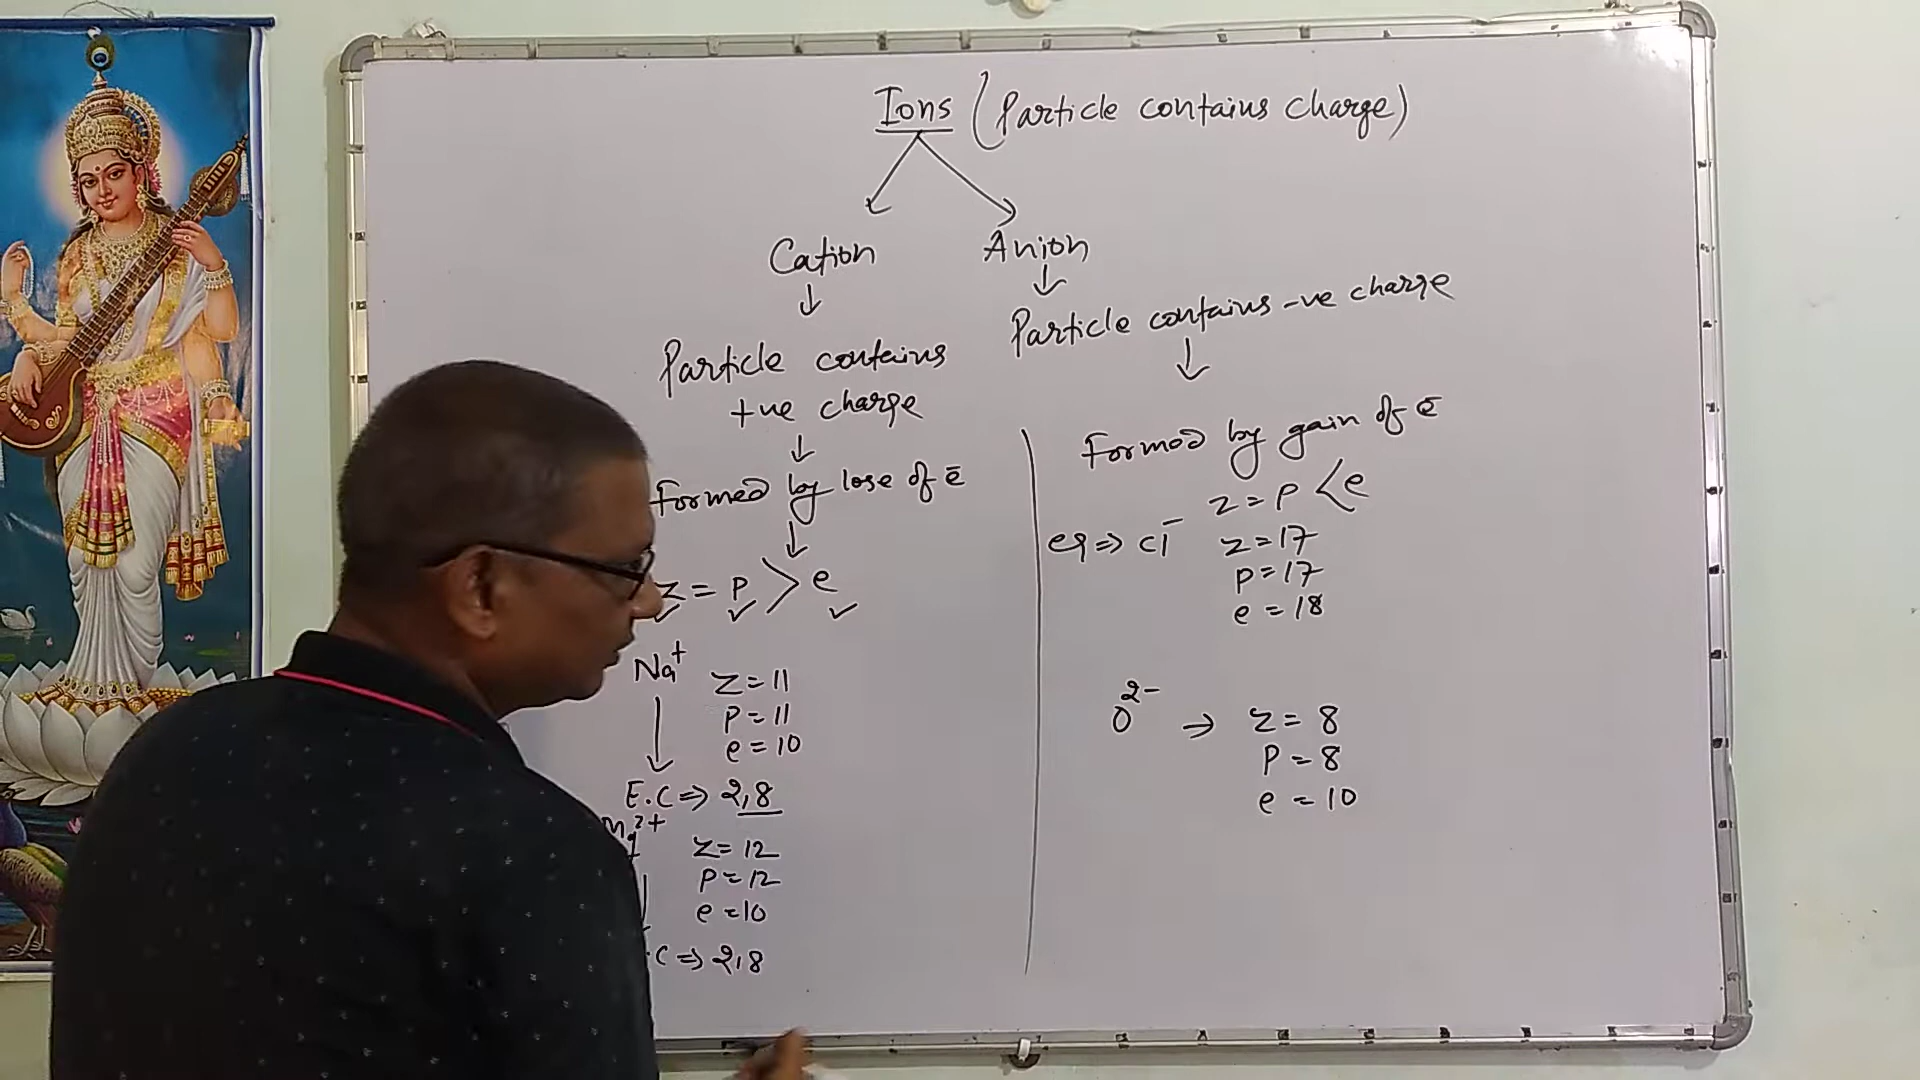 Ions (Particle contains charge)
Cation
Anion
Particle contains
+ve charge
Formed by lose of ē
z = p > e
Na⁺
z = 11
p = 11
e = 10
E.C ⇒ 2,8
Mg²⁺
z = 12
p = 12
e = 10
.C ⇒ 2,8
Particle contains -ve charge
Formed by gain of ē
z = p < e
eg ⇒ Cl⁻
z = 17
p = 17
e = 18
O²⁻ → z = 8
p = 8
e = 10